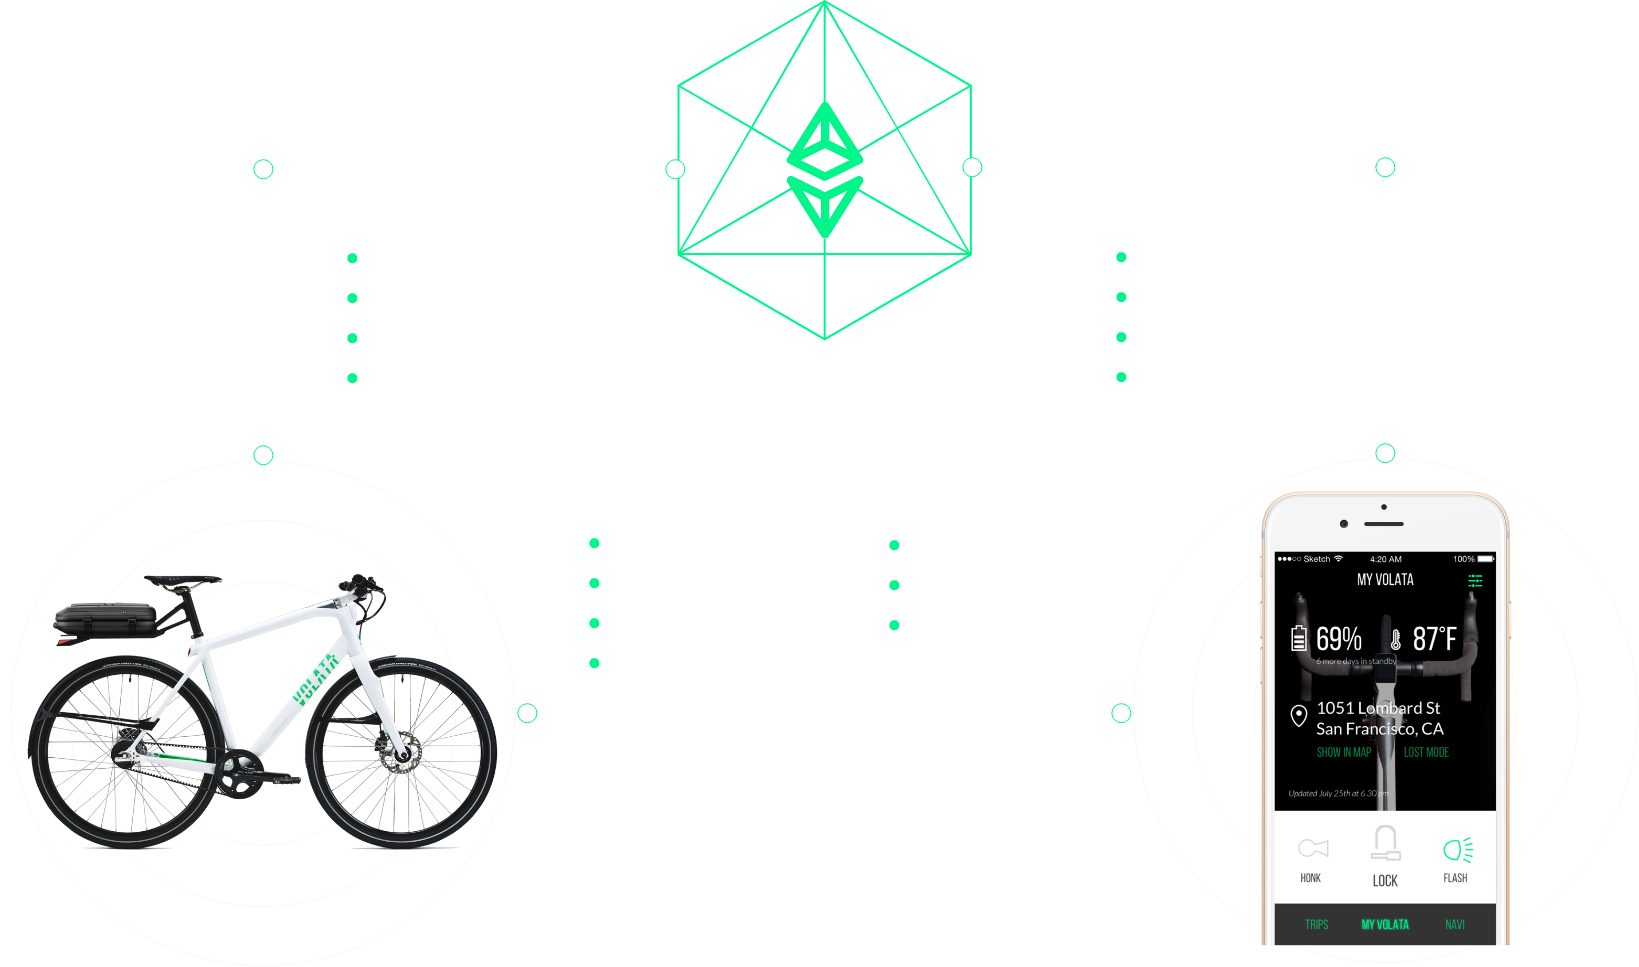 VOLATA
Sketch 4:20 AM 100%
MY VOLATA
69% 87°F
6 more days in standby
1051 Lombard St
San Francisco, CA
SHOW IN MAP LOST MODE
Updated July 25th at 6.30 pm
HONK LOCK FLASH
TRIPS MY VOLATA NAVI